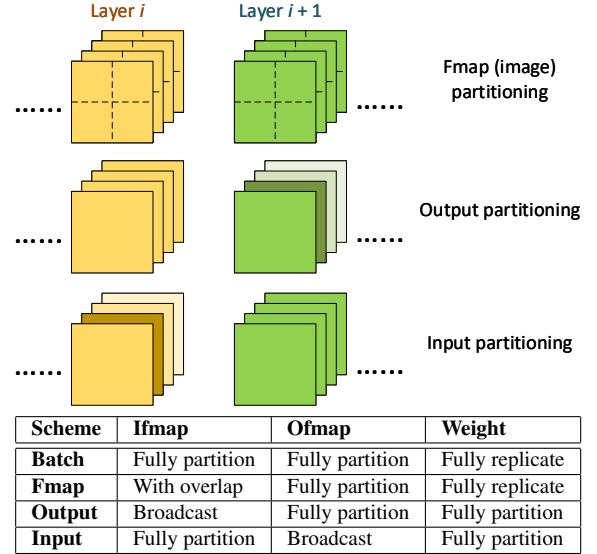 Layer i Layer i + 1
Fmap (image)
partitioning
...... ......
Output partitioning
...... ......
Input partitioning
...... ......
Scheme Ifmap Ofmap Weight
Batch Fully partition Fully partition Fully replicate
Fmap With overlap Fully partition Fully replicate
Output Broadcast Fully partition Fully partition
Input Fully partition Broadcast Fully partition